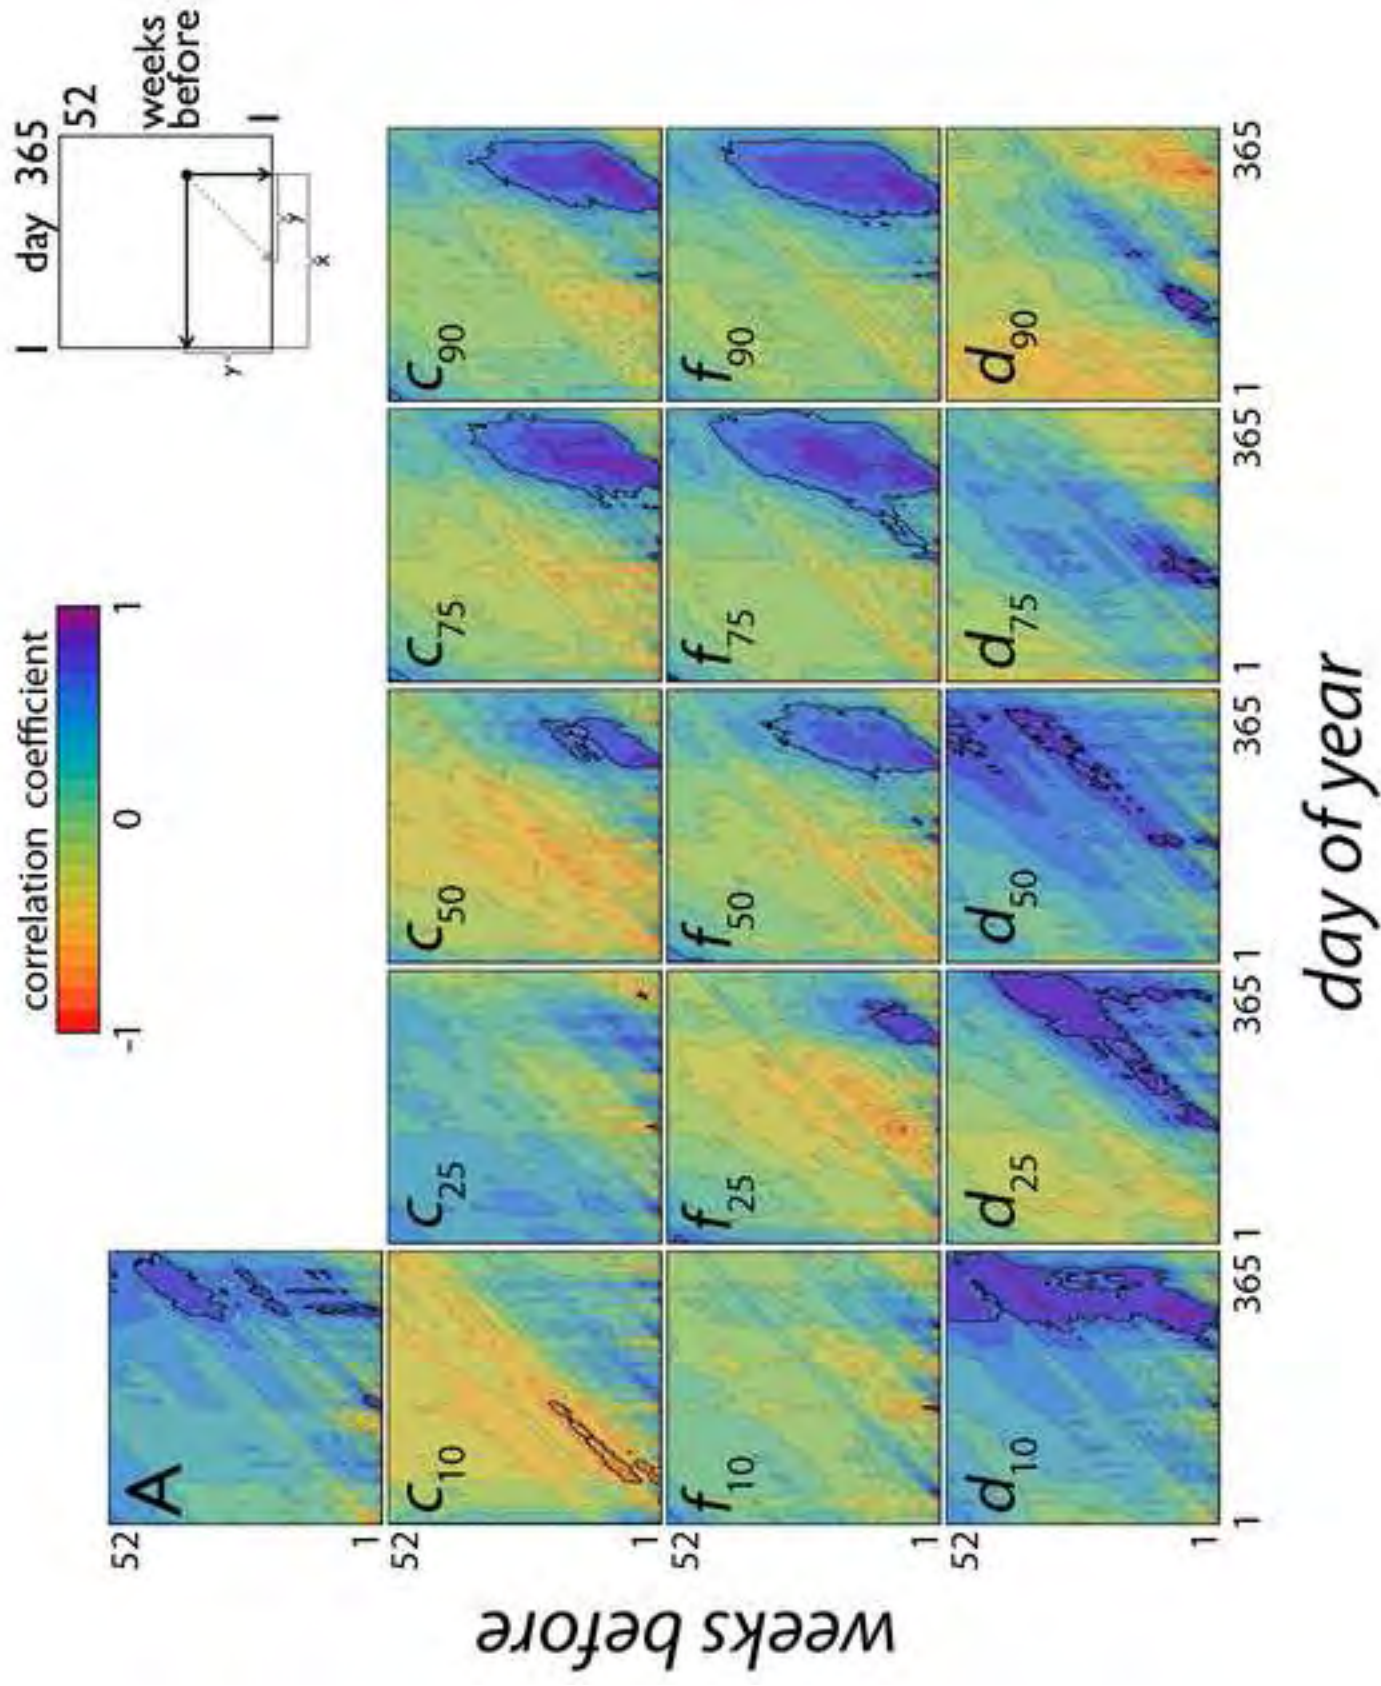 correlation coefficient
-1 0 1
1 day 365
52
weeks
before
1
A
52
1
c10 c25 c50 c75 c90
52
1
f10 f25 f50 f75 f90
52
1
d10 d25 d50 d75 d90
52
1
1 365 1 365 1 365 1 365 1 365
weeks before
day of year